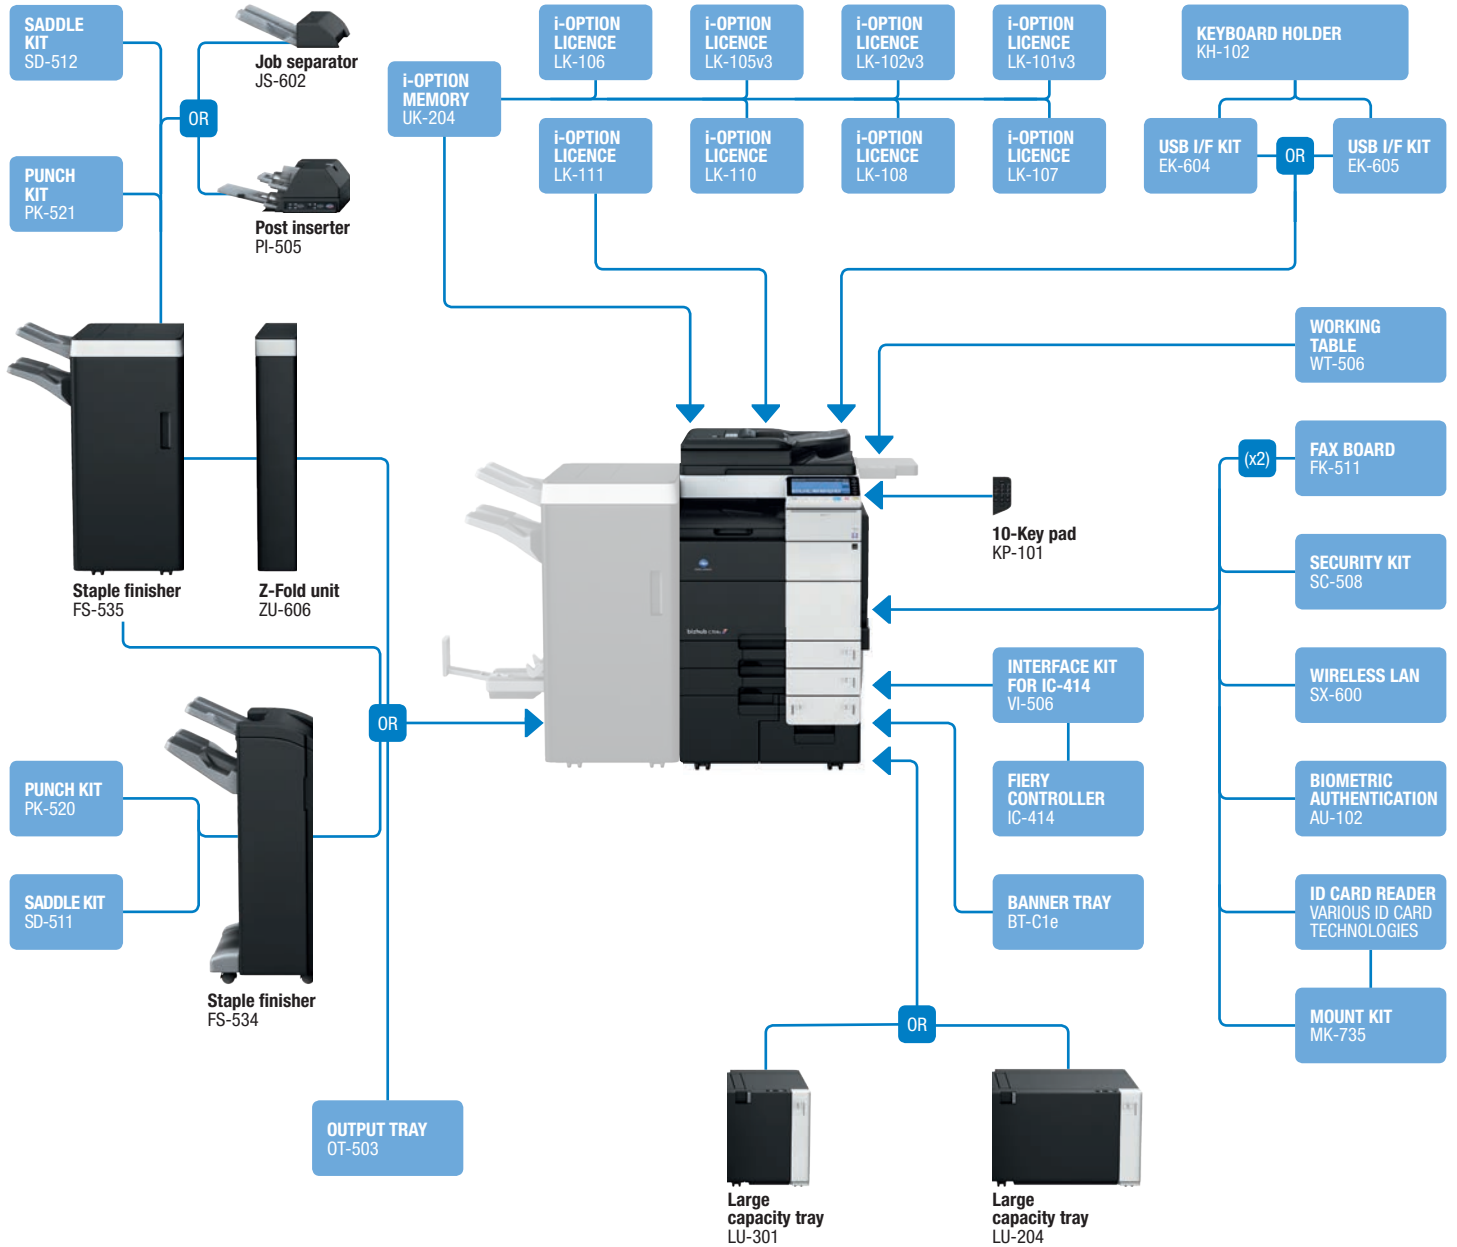 SADDLE
KIT
SD-512
Job separator
JS-602
OR
PUNCH
KIT
PK-521
Post inserter
PI-505
i-OPTION
MEMORY
UK-204
i-OPTION
LICENCE
LK-106
i-OPTION
LICENCE
LK-105v3
i-OPTION
LICENCE
LK-102v3
i-OPTION
LICENCE
LK-101v3
i-OPTION
LICENCE
LK-111
i-OPTION
LICENCE
LK-110
i-OPTION
LICENCE
LK-108
i-OPTION
LICENCE
LK-107
KEYBOARD HOLDER
KH-102
USB I/F KIT
EK-604
OR
USB I/F KIT
EK-605
WORKING
TABLE
WT-506
(x2)
FAX BOARD
FK-511
10-Key pad
KP-101
SECURITY KIT
SC-508
Staple finisher
FS-535
Z-Fold unit
ZU-606
bizhub
INTERFACE KIT
FOR IC-414
VI-506
WIRELESS LAN
SX-600
OR
PUNCH KIT
PK-520
FIERY
CONTROLLER
IC-414
BIOMETRIC
AUTHENTICATION
AU-102
SADDLE KIT
SD-511
BANNER TRAY
BT-C1e
ID CARD READER
VARIOUS ID CARD
TECHNOLOGIES
Staple finisher
FS-534
OR
MOUNT KIT
MK-735
OUTPUT TRAY
OT-503
Large
capacity tray
LU-301
Large
capacity tray
LU-204